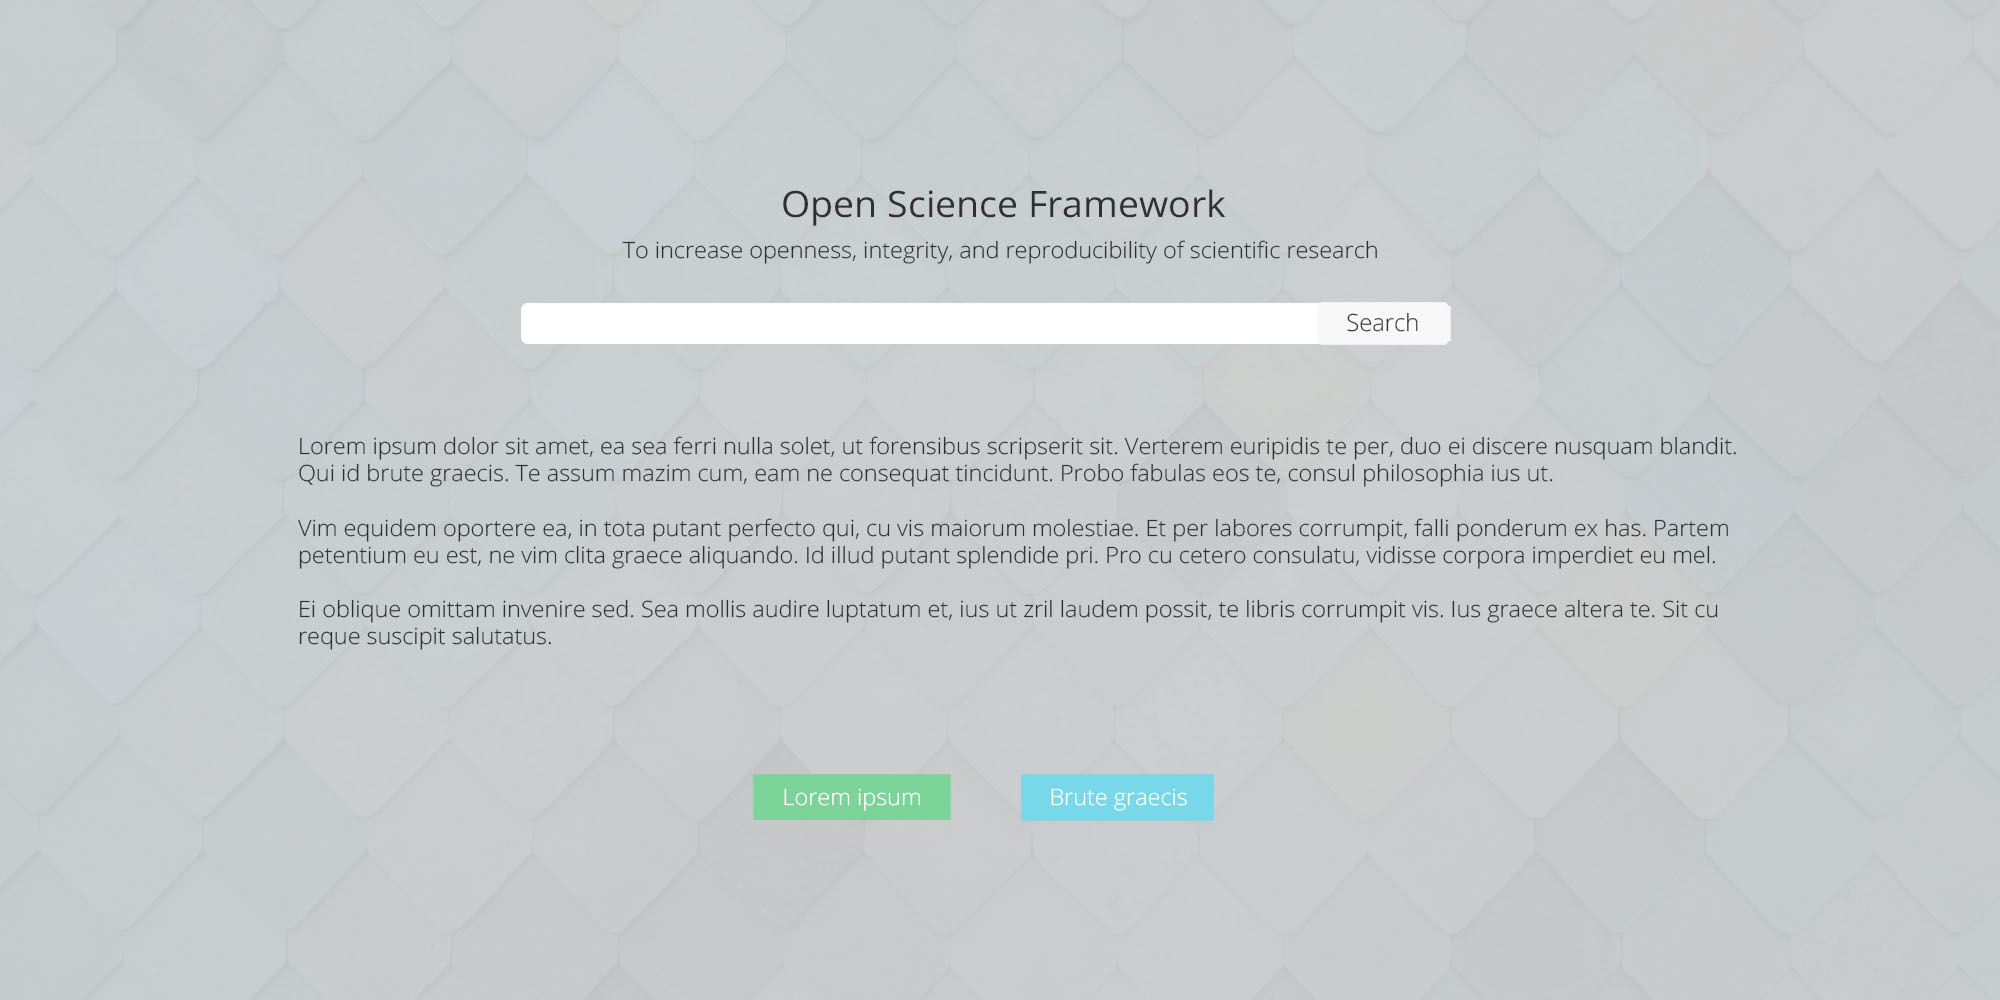 Open Science Framework
To increase openness, integrity, and reproducibility of scientific research
Search
Lorem ipsum dolor sit amet, ea sea ferri nulla solet, ut forensibus scripserit sit. Verterem euripidis te per, duo ei discere nusquam blandit.
Qui id brute graecis. Te assum mazim cum, eam ne consequat tincidunt. Probo fabulas eos te, consul philosophia ius ut.
Vim equidem oportere ea, in tota putant perfecto qui, cu vis maiorum molestiae. Et per labores corrumpit, falli ponderum ex has. Partem
petentium eu est, ne vim clita graece aliquando. Id illud putant splendide pri. Pro cu cetero consulatu, vidisse corpora imperdiet eu mel.
Ei oblique omittam invenire sed. Sea mollis audire luptatum et, ius ut zril laudem possit, te libris corrumpit vis. Ius graece altera te. Sit cu
reque suscipit salutatus.
Lorem ipsum
Brute graecis